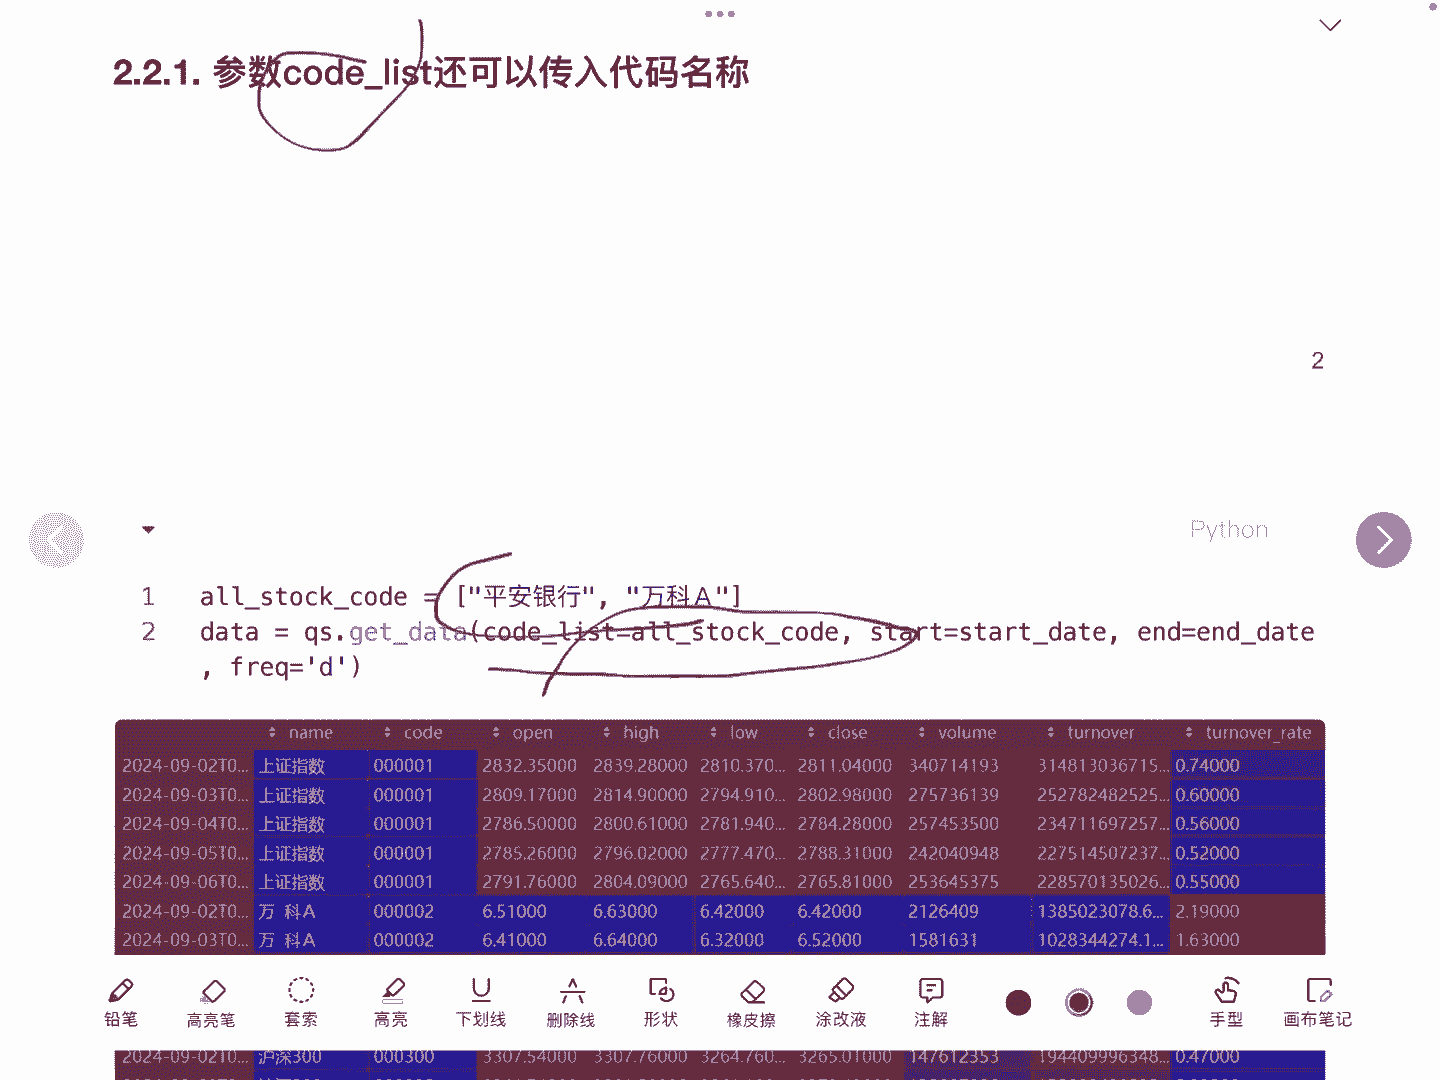 2.2.1. 参数code_list还可以传入代码名称
2
Python
1 all_stock_code = ["平安银行", "万科A"]
2 data = qs.get_data(code_list=all_stock_code, start=start_date, end=end_date
, freq='d')
name code open high low close volume turnover turnover_rate
2024-09-02T0... 上证指数 000001 2832.35000 2839.28000 2810.370... 2811.04000 340714193 314813036715... 0.74000
2024-09-03T0... 上证指数 000001 2809.17000 2814.90000 2794.910... 2802.98000 275736139 252782482525... 0.60000
2024-09-04T0... 上证指数 000001 2786.50000 2800.61000 2781.940... 2784.28000 257453500 234711697257... 0.56000
2024-09-05T0... 上证指数 000001 2785.26000 2796.02000 2777.470... 2788.31000 242040948 227514507237... 0.52000
2024-09-06T0... 上证指数 000001 2791.76000 2804.09000 2765.640... 2765.81000 253645375 228570135026... 0.55000
2024-09-02T0... 万 科A 000002 6.51000 6.63000 6.42000 6.42000 2126409 1385023078.6... 2.19000
2024-09-03T0... 万 科A 000002 6.41000 6.64000 6.32000 6.52000 1581631 1028344274.1... 1.63000
铅笔 高亮笔 套索 高亮 下划线 删除线 形状 橡皮擦 涂改液 注解 手型 画布笔记
2024-09-02T0... 沪深300 000300 3307.54000 3307.76000 3264.760... 3265.01000 147612353 194409996348... 0.47000